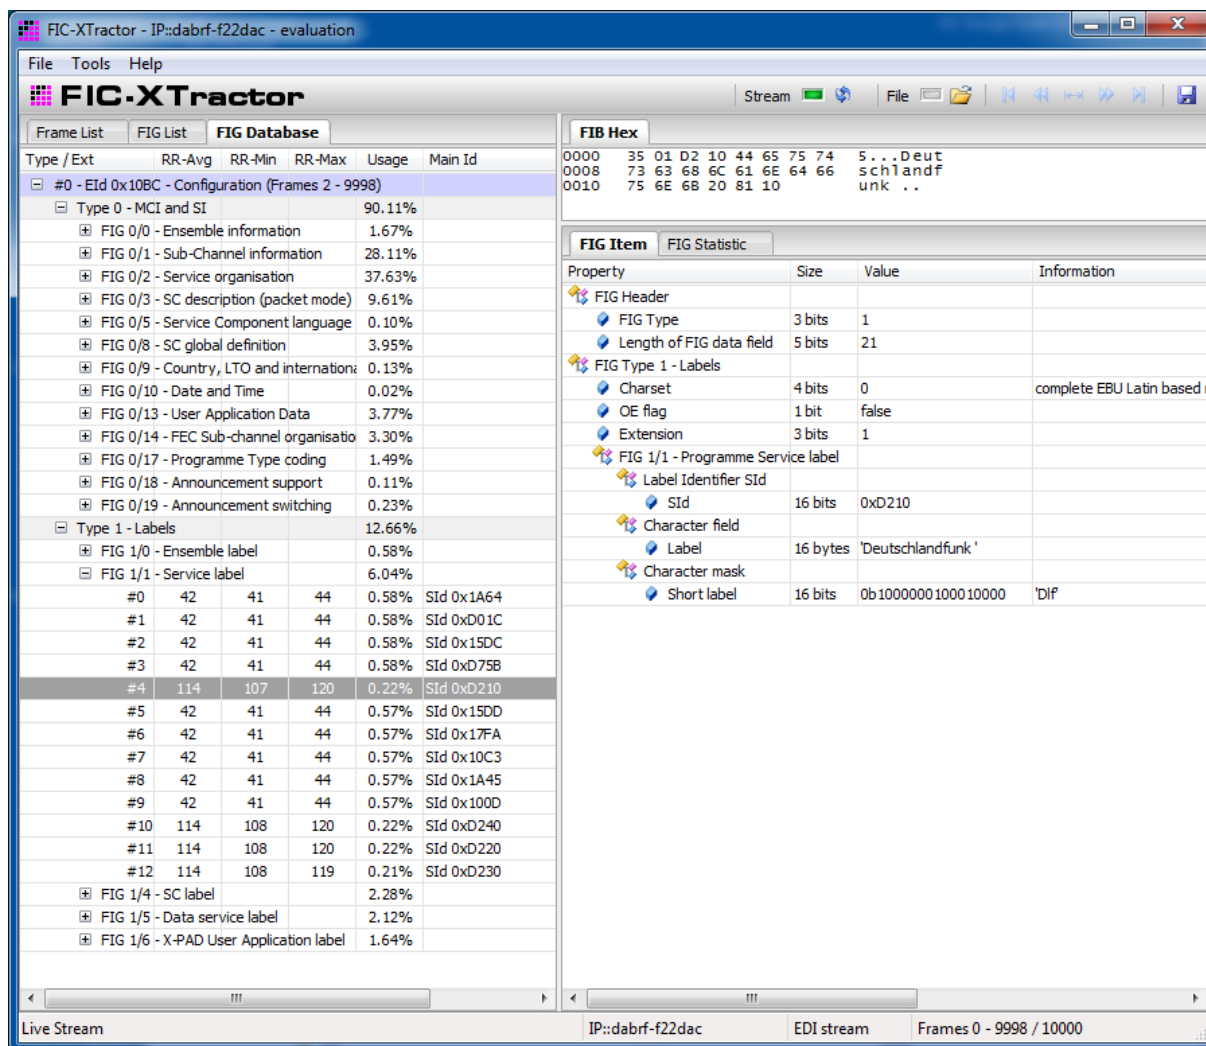 FIC-XTractor - IP::dabrf-f22dac - evaluation
File Tools Help
FIC-XTractor
Stream File
Frame List FIG List FIG Database
Type / Ext RR-Avg RR-Min RR-Max Usage Main Id
#0 - EId 0x10BC - Configuration (Frames 2 - 9998)
Type 0 - MCI and SI 90.11%
FIG 0/0 - Ensemble information 1.67%
FIG 0/1 - Sub-Channel information 28.11%
FIG 0/2 - Service organisation 37.63%
FIG 0/3 - SC description (packet mode) 9.61%
FIG 0/5 - Service Component language 0.10%
FIG 0/8 - SC global definition 3.95%
FIG 0/9 - Country, LTO and internationa 0.13%
FIG 0/10 - Date and Time 0.02%
FIG 0/13 - User Application Data 3.77%
FIG 0/14 - FEC Sub-channel organisatio 3.30%
FIG 0/17 - Programme Type coding 1.49%
FIG 0/18 - Announcement support 0.11%
FIG 0/19 - Announcement switching 0.23%
Type 1 - Labels 12.66%
FIG 1/0 - Ensemble label 0.58%
FIG 1/1 - Service label 6.04%
#0 42 41 44 0.58% SId 0x1A64
#1 42 41 44 0.58% SId 0xD01C
#2 42 41 44 0.58% SId 0x15DC
#3 42 41 44 0.58% SId 0xD75B
#4 114 107 120 0.22% SId 0xD210
#5 42 41 44 0.57% SId 0x15DD
#6 42 41 44 0.57% SId 0x17FA
#7 42 41 44 0.57% SId 0x10C3
#8 42 41 44 0.57% SId 0x1A45
#9 42 41 44 0.57% SId 0x100D
#10 114 108 120 0.22% SId 0xD240
#11 114 108 120 0.22% SId 0xD220
#12 114 108 119 0.21% SId 0xD230
FIG 1/4 - SC label 2.28%
FIG 1/5 - Data service label 2.12%
FIG 1/6 - X-PAD User Application label 1.64%
FIB Hex
0000 35 01 D2 10 44 65 75 74 5...Deut
0008 73 63 68 6C 61 6E 64 66 schlandf
0010 75 6E 6B 20 81 10 unk ..
FIG Item FIG Statistic
Property Size Value Information
FIG Header
FIG Type 3 bits 1
Length of FIG data field 5 bits 21
FIG Type 1 - Labels
Charset 4 bits 0 complete EBU Latin based
OE flag 1 bit false
Extension 3 bits 1
FIG 1/1 - Programme Service label
Label Identifier SId
SId 16 bits 0xD210
Character field
Label 16 bytes 'Deutschlandfunk '
Character mask
Short label 16 bits 0b1000000100010000 'Dlf'
Live Stream IP::dabrf-f22dac EDI stream Frames 0 - 9998 / 10000